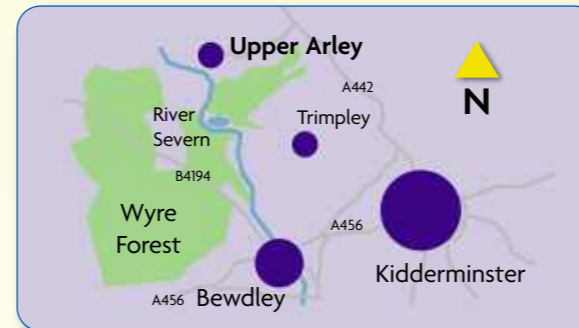 Upper Arley
N
A442
River
Severn
Trimpley
B4194
Wyre
Forest
A456
Kidderminster
A456
Bewdley